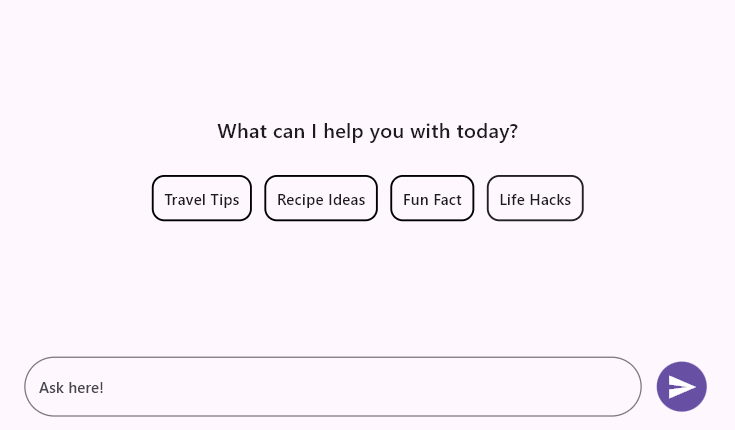 What can I help you with today?
Travel Tips Recipe Ideas Fun Fact Life Hacks
Ask here!